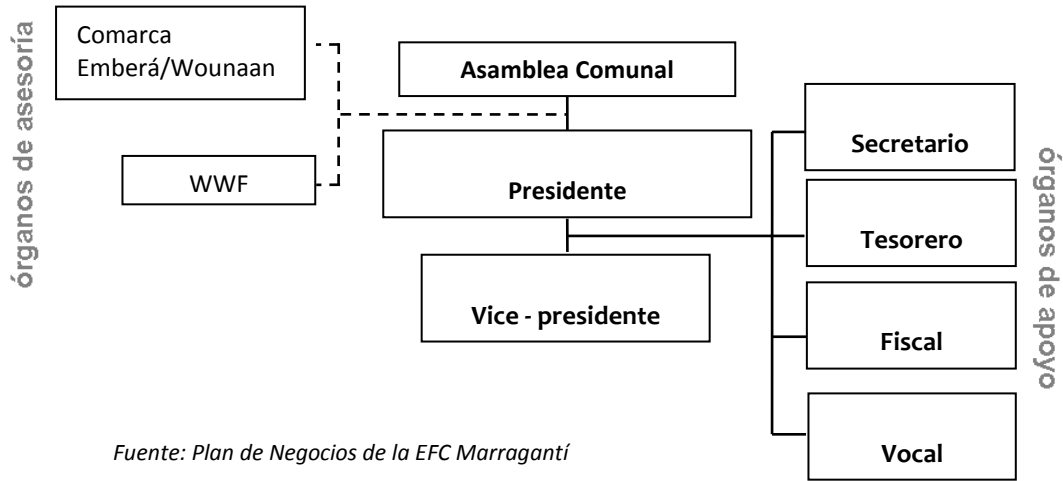 órganos de asesoría
Comarca
Emberá/Wounaan
WWF
Asamblea Comunal
Presidente
Vice - presidente
Secretario
Tesorero
Fiscal
Vocal
órganos de apoyo
Fuente: Plan de Negocios de la EFC Marragantí